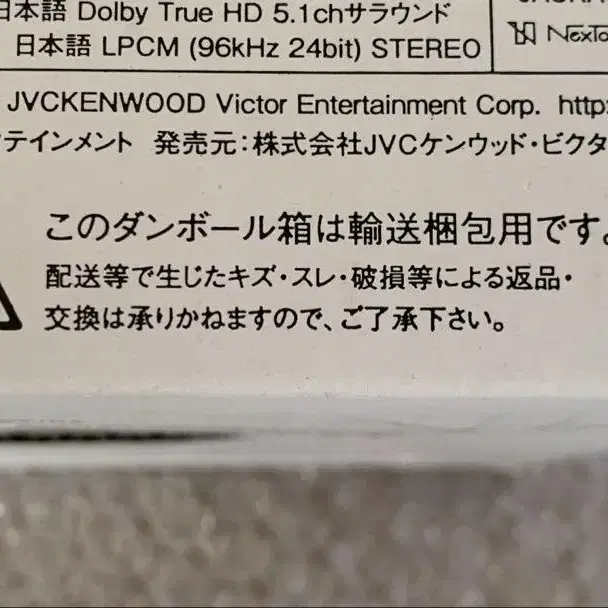 日本語 Dolby True HD 5.1chサラウンド
日本語 LPCM (96kHz 24bit) STEREO
JVCKENWOOD Victor Entertainment Corp. http:
テインメント 発売元:株式会社JVCケンウッド・ビクタ
このダンボール箱は輸送梱包用です。
配送等で生じたキズ・スレ・破損等による返品・
交換は承りかねますので、ご了承下さい。